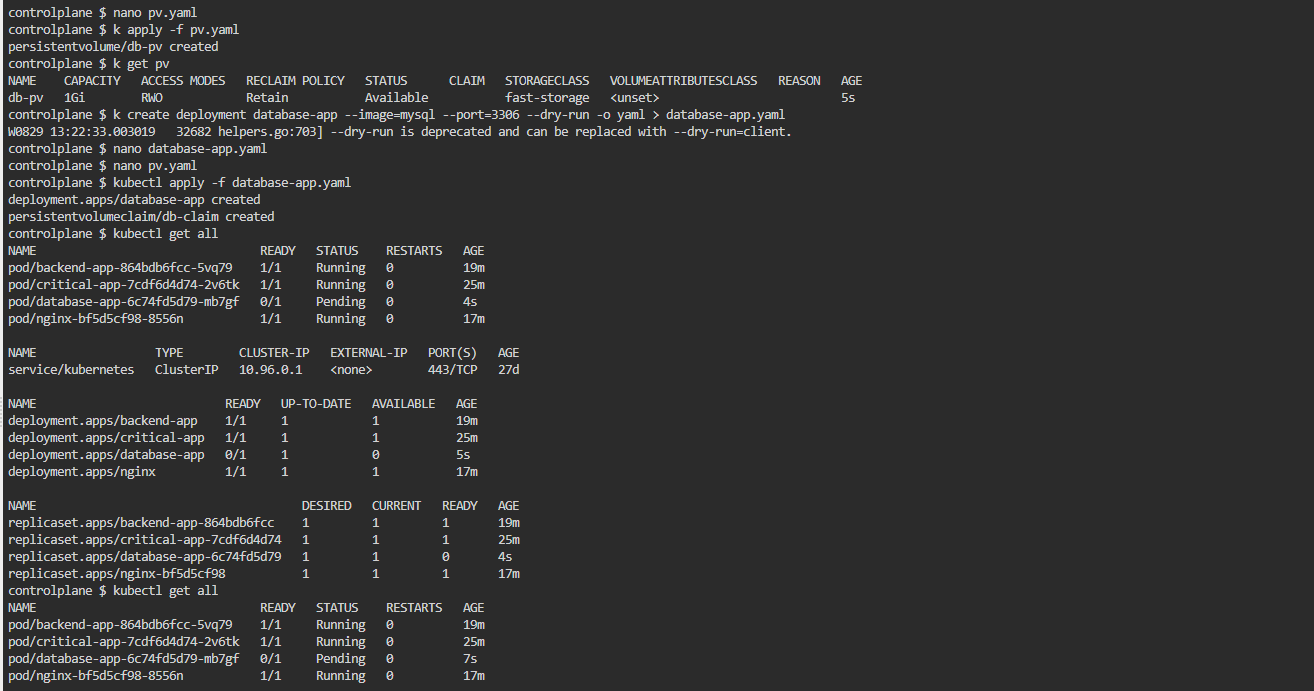 controlplane $ nano pv.yaml
controlplane $ k apply -f pv.yaml
persistentvolume/db-pv created
controlplane $ k get pv
NAME    CAPACITY   ACCESS MODES   RECLAIM POLICY   STATUS      CLAIM   STORAGECLASS   VOLUMEATTRIBUTESCLASS   REASON   AGE
db-pv   1Gi        RWO            Retain           Available           fast-storage   <unset>                          5s
controlplane $ k create deployment database-app --image=mysql --port=3306 --dry-run -o yaml > database-app.yaml
W0829 13:22:33.003019   32682 helpers.go:703] --dry-run is deprecated and can be replaced with --dry-run=client.
controlplane $ nano database-app.yaml
controlplane $ nano pv.yaml
controlplane $ kubectl apply -f database-app.yaml
deployment.apps/database-app created
persistentvolumeclaim/db-claim created
controlplane $ kubectl get all
NAME                                READY   STATUS    RESTARTS   AGE
pod/backend-app-864bdb6fcc-5vq79    1/1     Running   0          19m
pod/critical-app-7cdf6d4d74-2v6tk   1/1     Running   0          25m
pod/database-app-6c74fd5d79-mb7gf   0/1     Pending   0          4s
pod/nginx-bf5d5cf98-8556n           1/1     Running   0          17m

NAME                 TYPE        CLUSTER-IP   EXTERNAL-IP   PORT(S)   AGE
service/kubernetes   ClusterIP   10.96.0.1    <none>        443/TCP   27d

NAME                           READY   UP-TO-DATE   AVAILABLE   AGE
deployment.apps/backend-app    1/1     1            1           19m
deployment.apps/critical-app   1/1     1            1           25m
deployment.apps/database-app   0/1     1            0           5s
deployment.apps/nginx          1/1     1            1           17m

NAME                                      DESIRED   CURRENT   READY   AGE
replicaset.apps/backend-app-864bdb6fcc    1         1         1       19m
replicaset.apps/critical-app-7cdf6d4d74   1         1         1       25m
replicaset.apps/database-app-6c74fd5d79   1         1         0       4s
replicaset.apps/nginx-bf5d5cf98           1         1         1       17m
controlplane $ kubectl get all
NAME                                READY   STATUS    RESTARTS   AGE
pod/backend-app-864bdb6fcc-5vq79    1/1     Running   0          19m
pod/critical-app-7cdf6d4d74-2v6tk   1/1     Running   0          25m
pod/database-app-6c74fd5d79-mb7gf   0/1     Pending   0          7s
pod/nginx-bf5d5cf98-8556n           1/1     Running   0          17m